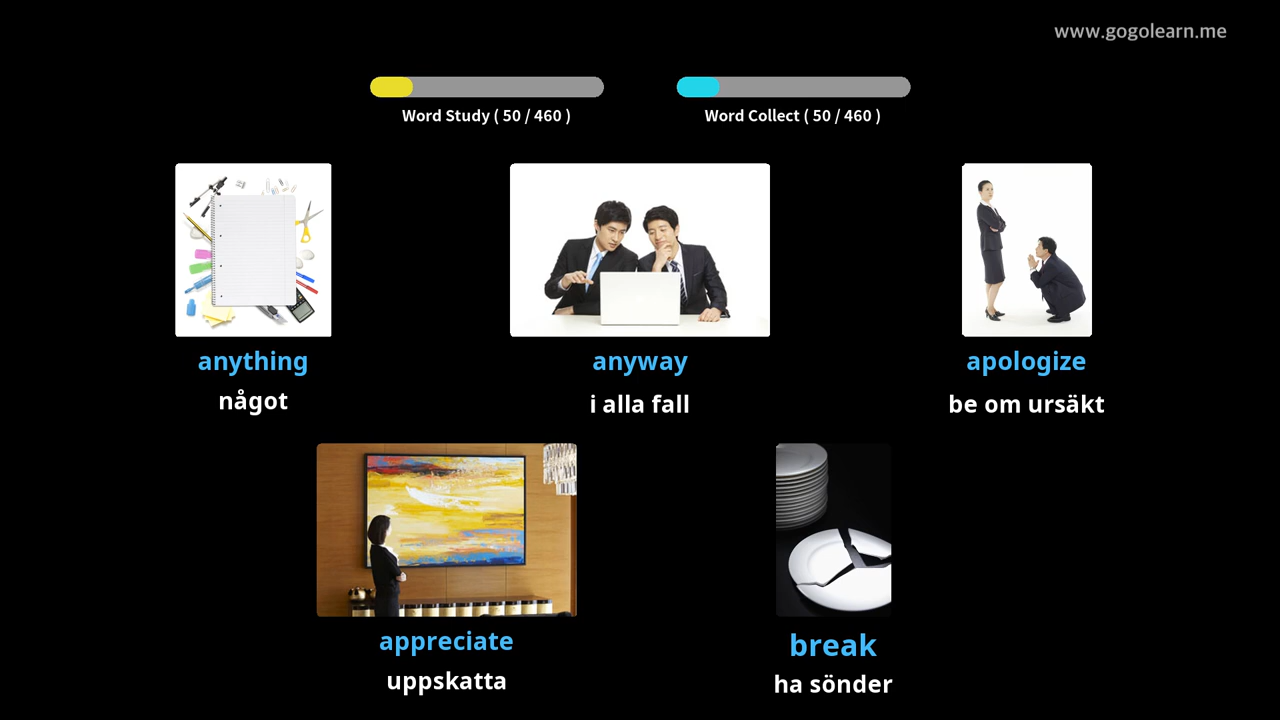 www.gogolearn.me
Word Study ( 50 / 460 )
Word Collect ( 50 / 460 )
anything
något
anyway
i alla fall
apologize
be om ursäkt
appreciate
uppskatta
break
ha sönder